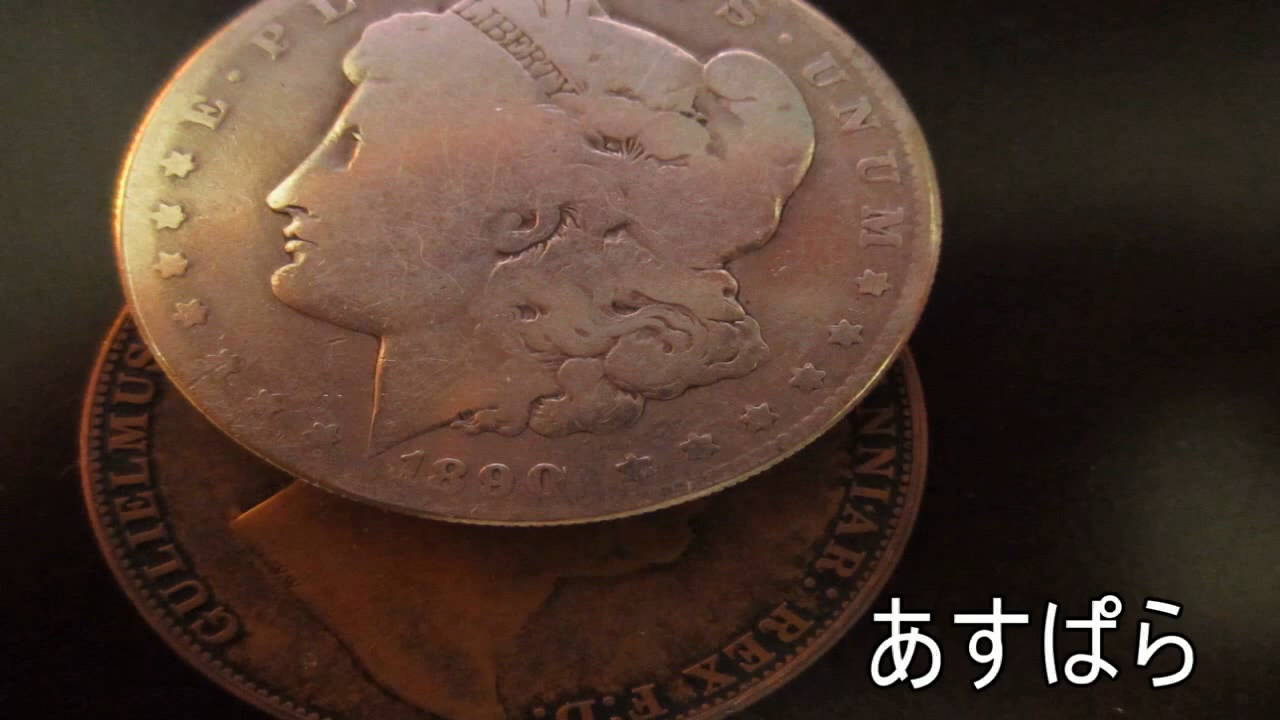 E · PL
S · UNUM
LIBERTY
1890
GULIELMUS
NNIAR: REX F. D.
あすぱら